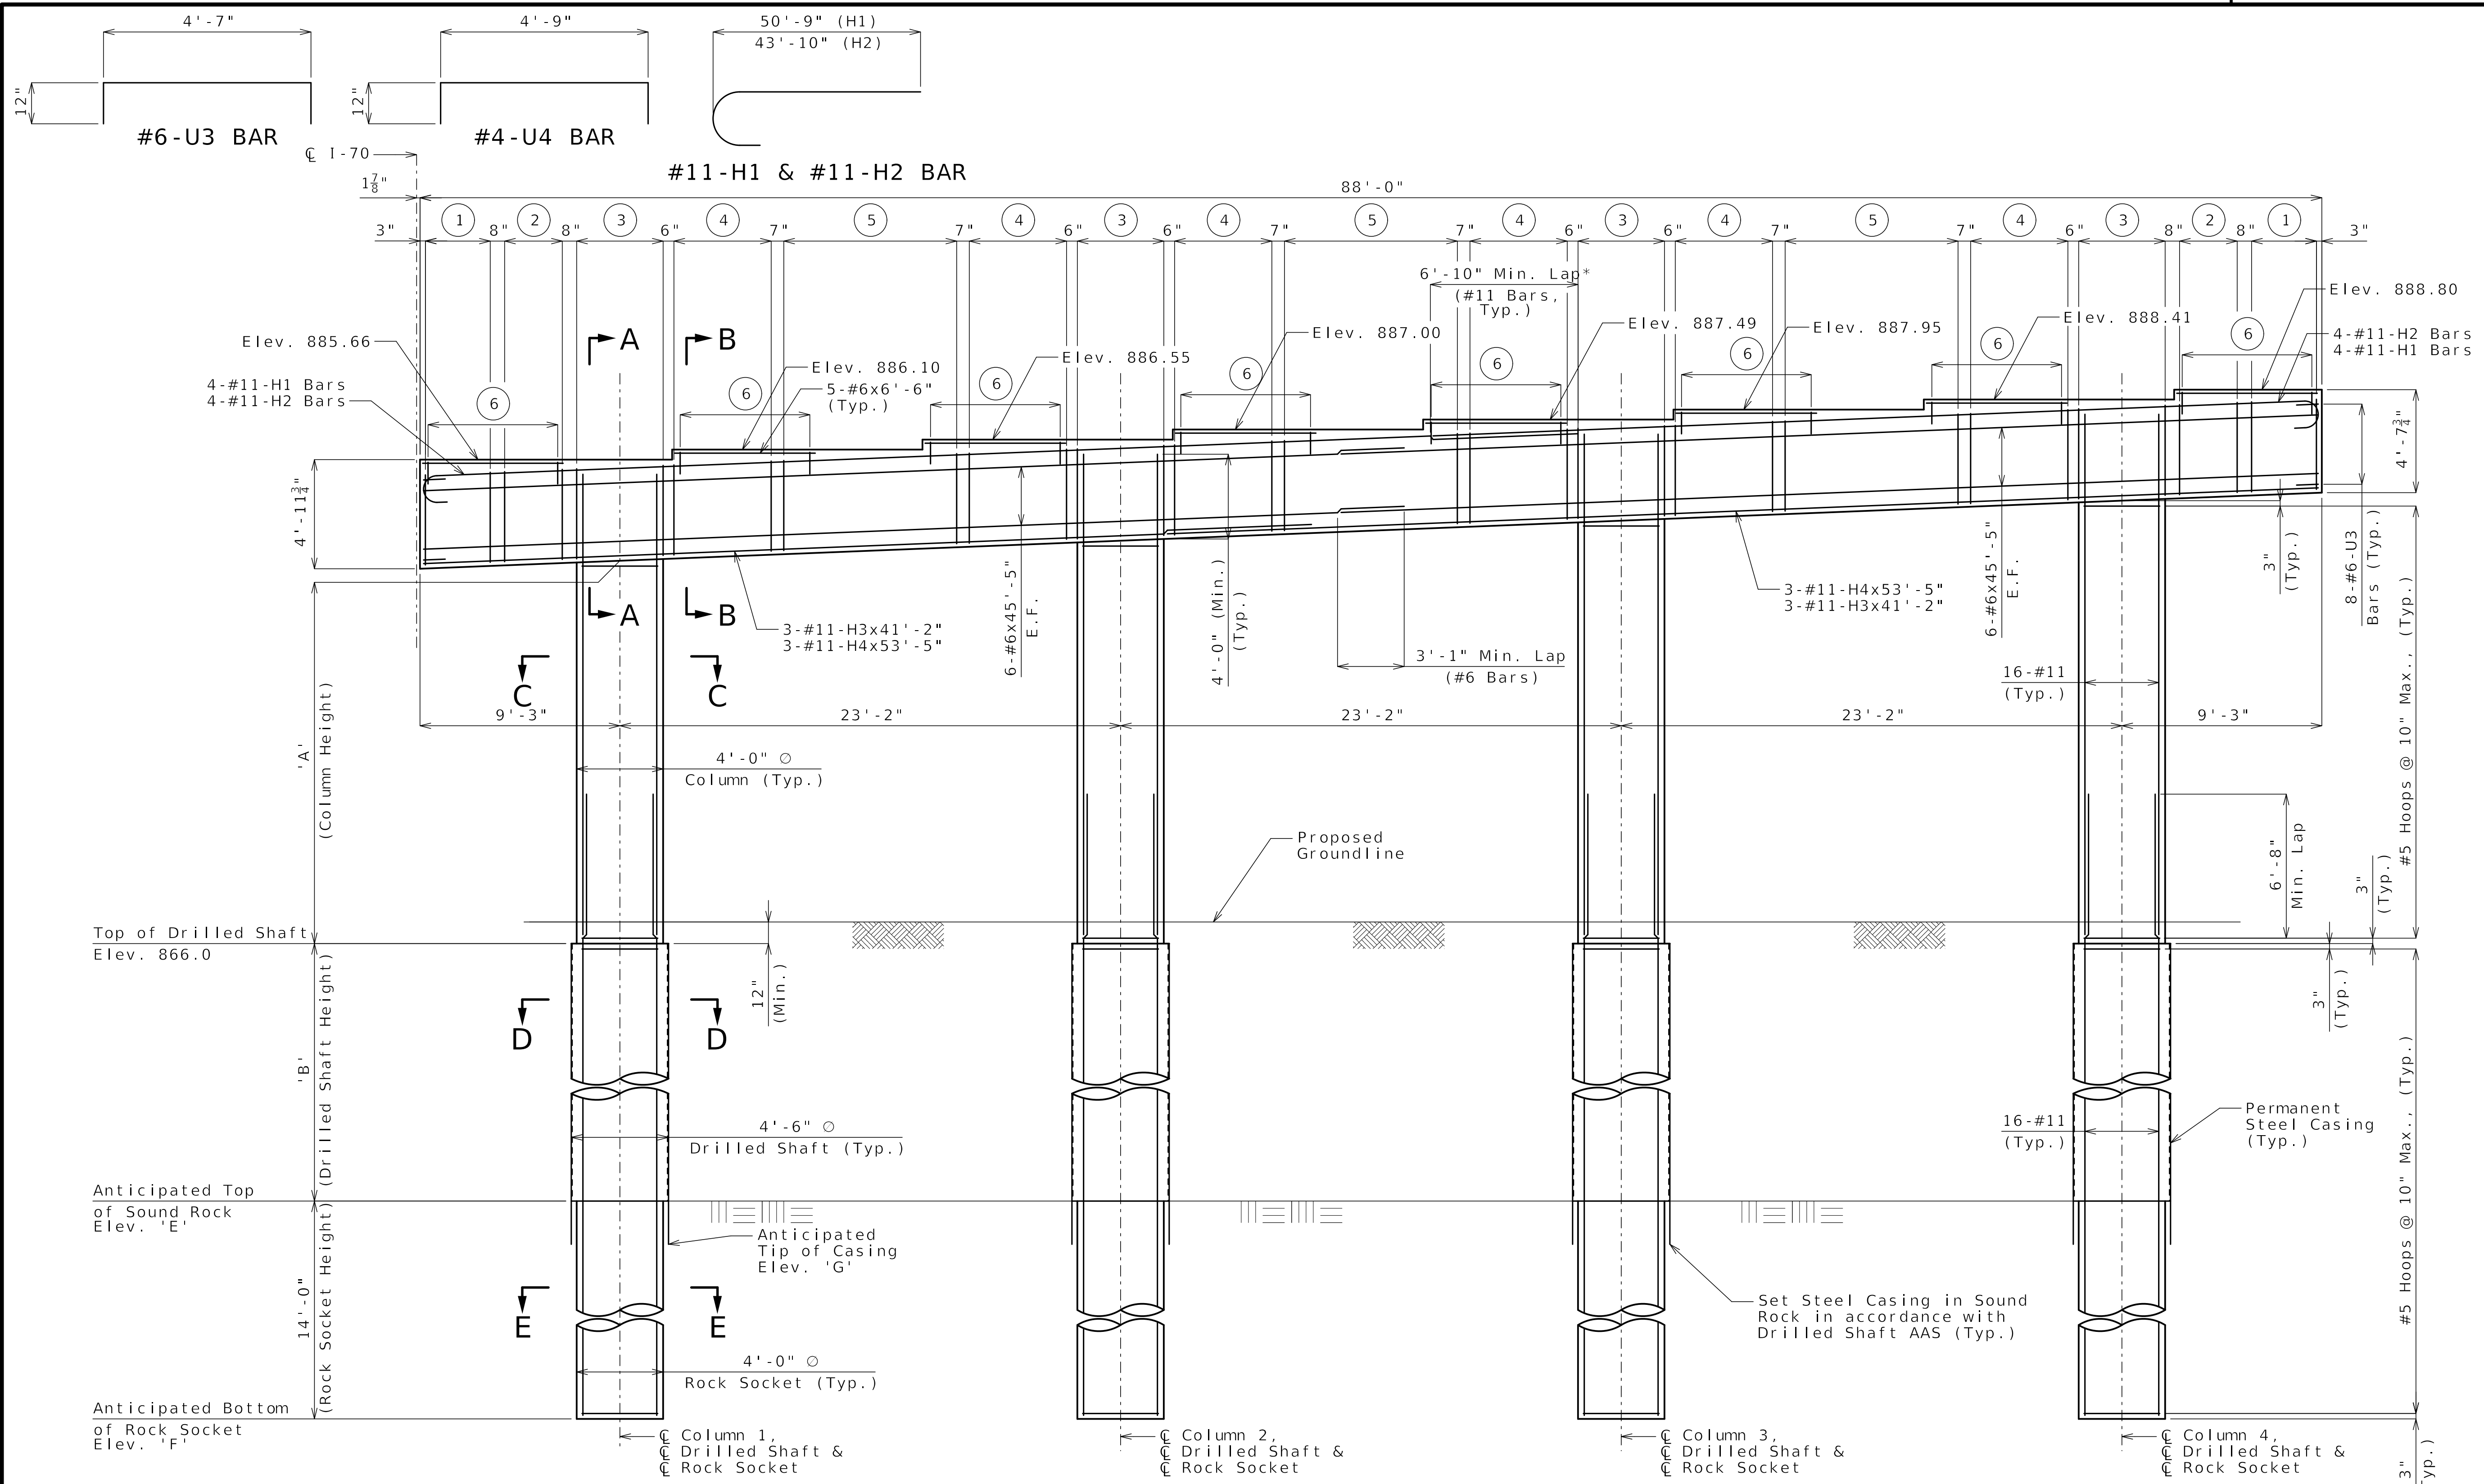 4'-7"
4'-9"
50'-9" (H1)
43'-10" (H2)
12"
12"
#6-U3 BAR
#4-U4 BAR
#11-H1 & #11-H2 BAR
℄ I-70
1⅞"
88'-0"
3"
1
8"
2
8"
3
6"
4
7"
5
7"
4
6"
3
6"
4
7"
5
7"
4
6"
3
6"
4
7"
5
7"
4
6"
3
8"
2
8"
1
3"
6'-10" Min. Lap*
(#11 Bars,
Typ.)
Elev. 885.66
A
B
Elev. 886.10
5-#6x6'-6"
(Typ.)
Elev. 886.55
Elev. 887.00
Elev. 887.49
Elev. 887.95
Elev. 888.41
Elev. 888.80
4-#11-H2 Bars
4-#11-H1 Bars
4-#11-H1 Bars
4-#11-H2 Bars
6
6
6
6
6
6
6
6
4'-11¾"
4'-7¾"
A
B
3-#11-H3x41'-2"
3-#11-H4x53'-5"
6-#6x45'-5"
E.F.
4'-0" (Min.)
(Typ.)
3'-1" Min. Lap
(#6 Bars)
3-#11-H4x53'-5"
3-#11-H3x41'-2"
6-#6x45'-5"
E.F.
3"
(Typ.)
8-#6-U3
Bars (Typ.)
#5 Hoops @ 10" Max., (Typ.)
C
C
16-#11
(Typ.)
9'-3"
23'-2"
23'-2"
23'-2"
9'-3"
'A'
(Column Height)
4'-0" ∅
Column (Typ.)
Proposed
Groundline
6'-8"
Min. Lap
3"
(Typ.)
Top of Drilled Shaft
Elev. 866.0
12"
(Min.)
3"
(Typ.)
D
D
'B'
(Drilled Shaft Height)
4'-6" ∅
Drilled Shaft (Typ.)
16-#11
(Typ.)
Permanent
Steel Casing
(Typ.)
#5 Hoops @ 10" Max., (Typ.)
Anticipated Top
of Sound Rock
Elev. 'E'
Anticipated
Tip of Casing
Elev. 'G'
14'-0"
(Rock Socket Height)
E
E
Set Steel Casing in Sound
Rock in accordance with
Drilled Shaft AAS (Typ.)
4'-0" ∅
Rock Socket (Typ.)
Anticipated Bottom
of Rock Socket
Elev. 'F'
℄ Column 1,
℄ Drilled Shaft &
℄ Rock Socket
℄ Column 2,
℄ Drilled Shaft &
℄ Rock Socket
℄ Column 3,
℄ Drilled Shaft &
℄ Rock Socket
℄ Column 4,
℄ Drilled Shaft &
℄ Rock Socket
3"
yp.)